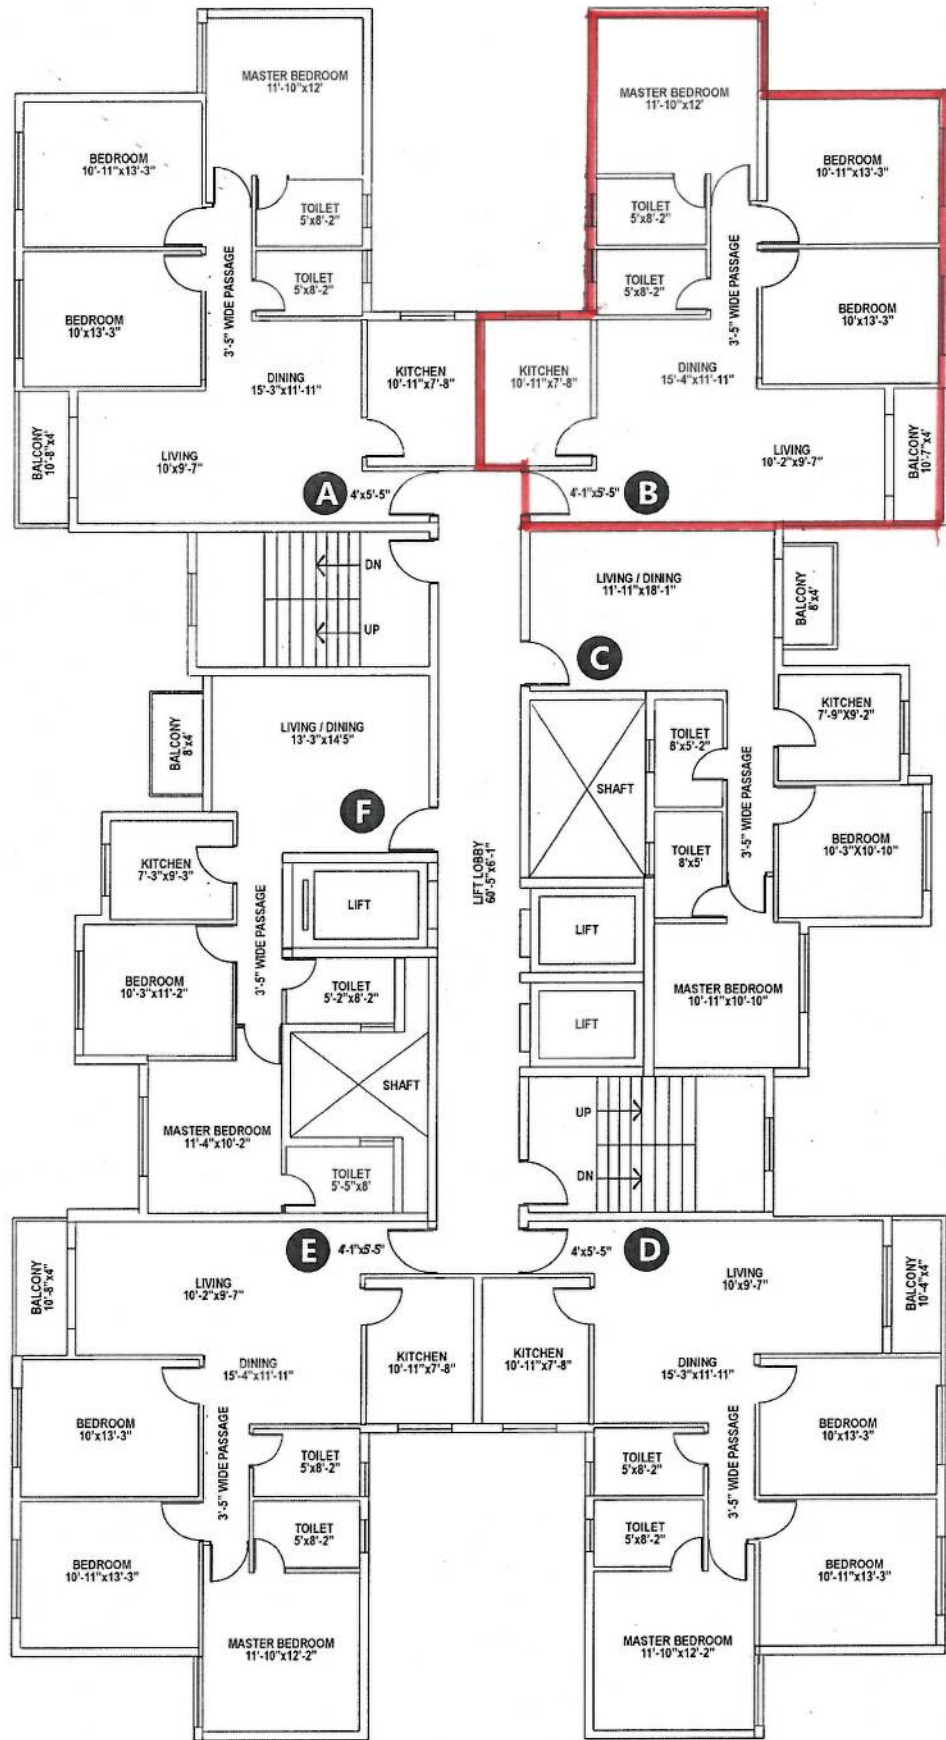 MASTER BEDROOM
11'-10"x12'
BEDROOM
10'-11"x13'-3"
TOILET
5'x8'-2"
TOILET
5'x8'-2"
3'-5" WIDE PASSAGE
BEDROOM
10'x13'-3"
DINING
15'-3"x11'-11"
KITCHEN
10'-11"x7'-8"
BALCONY
10'-8"x4'
LIVING
10'x9'-7"
A
4'x5'-5"
MASTER BEDROOM
11'-10"x12'
BEDROOM
10'-11"x13'-3"
TOILET
5'x8'-2"
TOILET
5'x8'-2"
3'-5" WIDE PASSAGE
BEDROOM
10'x13'-3"
KITCHEN
10'-11"x7'-8"
DINING
15'-4"x11'-11"
LIVING
10'-2"x9'-7"
BALCONY
10'-7"x4'
4'-1"x5'-5"
B
DN
UP
LIVING / DINING
11'-11"x18'-1"
BALCONY
8'x4'
C
KITCHEN
7'-9"X9'-2"
TOILET
8'x5'-2"
SHAFT
3'-5" WIDE PASSAGE
TOILET
8'x5'
BEDROOM
10'-3"X10'-10"
MASTER BEDROOM
10'-11"x10'-10"
LIVING / DINING
13'-3"x14'5"
BALCONY
8'x4'
F
KITCHEN
7'-3"x9'-3"
LIFT
3'-5" WIDE PASSAGE
BEDROOM
10'-3"x11'-2"
TOILET
5'-2"x8'-2"
SHAFT
MASTER BEDROOM
11'-4"x10'-2"
TOILET
5'-5"x8'
LIFT LOBBY
60'-5"x6'-1"
LIFT
LIFT
UP
DN
E
4'-1"x5'-5"
BALCONY
10'-8"x4"
LIVING
10'-2"x9'-7"
DINING
15'-4"x11'-11"
KITCHEN
10'-11"x7'-8"
BEDROOM
10'x13'-3"
3'-5" WIDE PASSAGE
TOILET
5'x8'-2"
TOILET
5'x8'-2"
BEDROOM
10'-11"x13'-3"
MASTER BEDROOM
11'-10"x12'-2"
4'x5'-5"
D
LIVING
10'x9'-7"
BALCONY
10'-4"x4"
KITCHEN
10'-11"x7'-8"
DINING
15'-3"x11'-11"
BEDROOM
10'x13'-3"
3'-5" WIDE PASSAGE
TOILET
5'x8'-2"
TOILET
5'x8'-2"
BEDROOM
10'-11"x13'-3"
MASTER BEDROOM
11'-10"x12'-2"